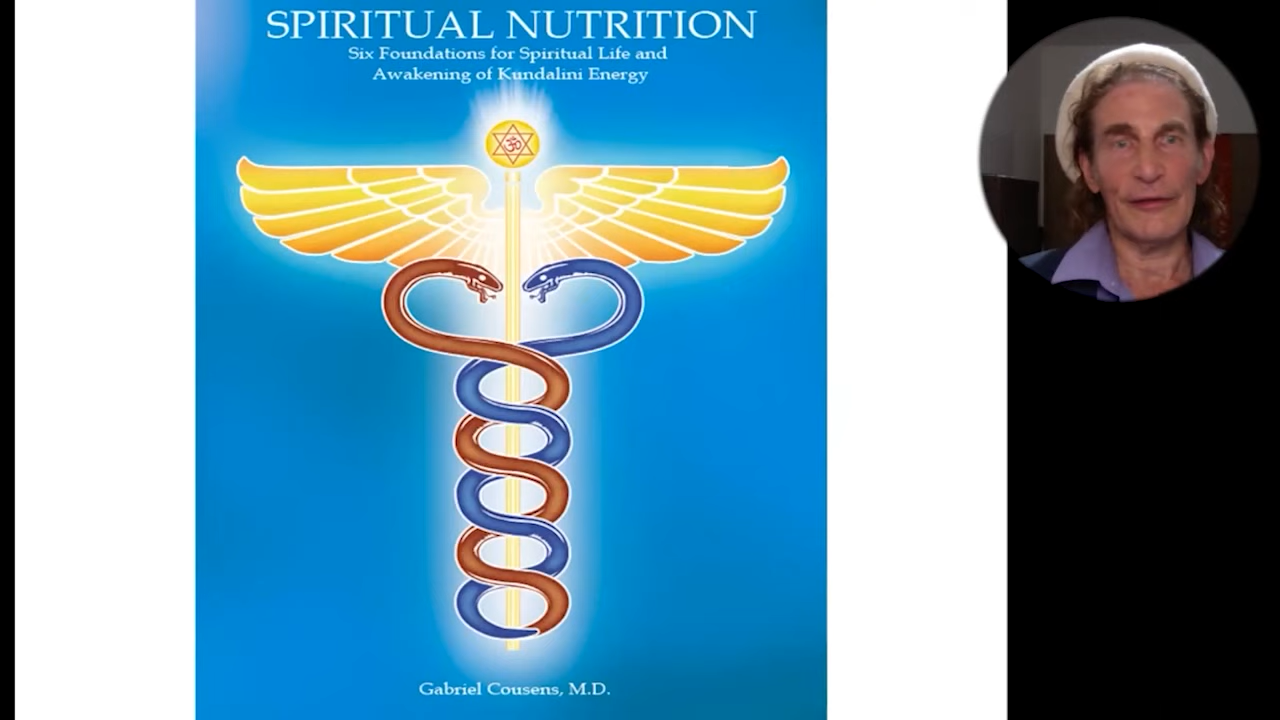 SPIRITUAL NUTRITION
Six Foundations for Spiritual Life and
Awakening of Kundalini Energy
ॐ
Gabriel Cousens, M.D.